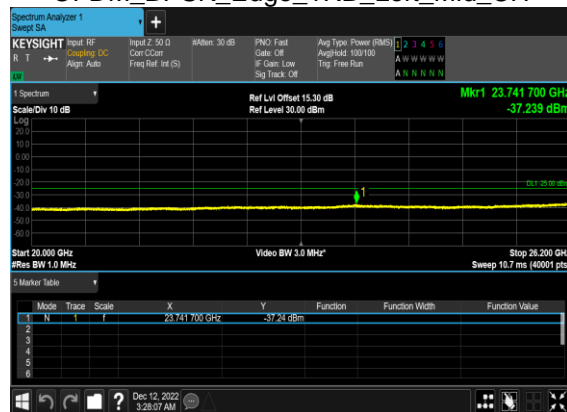 Spectrum Analyzer 1
Swept SA
+
KEYSIGHT Input: RF
R T Coupling: DC
Align: Auto
Input Z: 50 Ω
Corr CCorr
Freq Ref: Int (S)
#Atten: 30 dB
PNO: Fast
Gate: Off
IF Gain: Low
Sig Track: Off
Avg Type: Power (RMS)
Avg|Hold: 100/100
Trig: Free Run
1 2 3 4 5 6
A W W W W W
A N N N N N
LW
1 Spectrum
Scale/Div 10 dB
Ref Lvl Offset 15.30 dB
Ref Level 30.00 dBm
Mkr1 23.741 700 GHz
-37.239 dBm
Log
20.0
10.0
0.00
-10.0
-20.0
-30.0
-40.0
-50.0
-60.0
DL1 -25.00 dBm
1
Start 20.000 GHz
#Res BW 1.0 MHz
Video BW 3.0 MHz*
Stop 26.200 GHz
Sweep 10.7 ms (40001 pts
5 Marker Table
Mode Trace Scale X Y Function Function Width Function Value
1 N 1 f 23.741 700 GHz -37.24 dBm
2
3
4
5
6
? Dec 12, 2022
3:28:07 AM